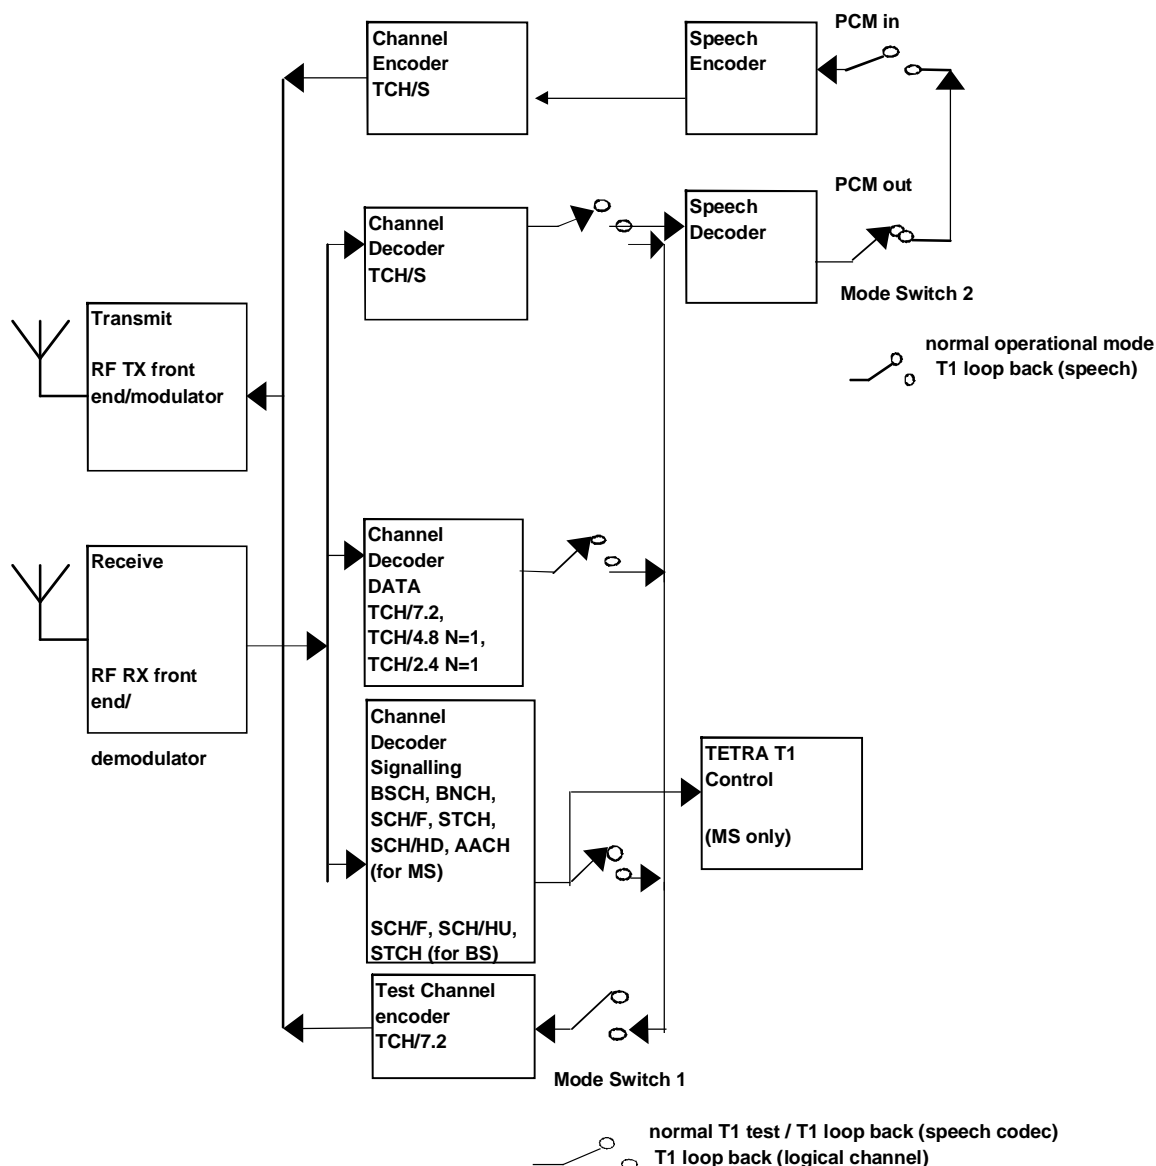 PCM in
Channel
Encoder
TCH/S
Speech
Encoder
PCM out
Channel
Decoder
TCH/S
Speech
Decoder
Mode Switch 2
normal operational mode
T1 loop back (speech)
Transmit
RF TX front
end/modulator
Receive
RF RX front
end/
demodulator
Channel
Decoder
DATA
TCH/7.2,
TCH/4.8 N=1,
TCH/2.4 N=1
Channel
Decoder
Signalling
BSCH, BNCH,
SCH/F, STCH,
SCH/HD, AACH
(for MS)
SCH/F, SCH/HU,
STCH (for BS)
TETRA T1
Control
(MS only)
Test Channel
encoder
TCH/7.2
Mode Switch 1
normal T1 test / T1 loop back (speech codec)
T1 loop back (logical channel)